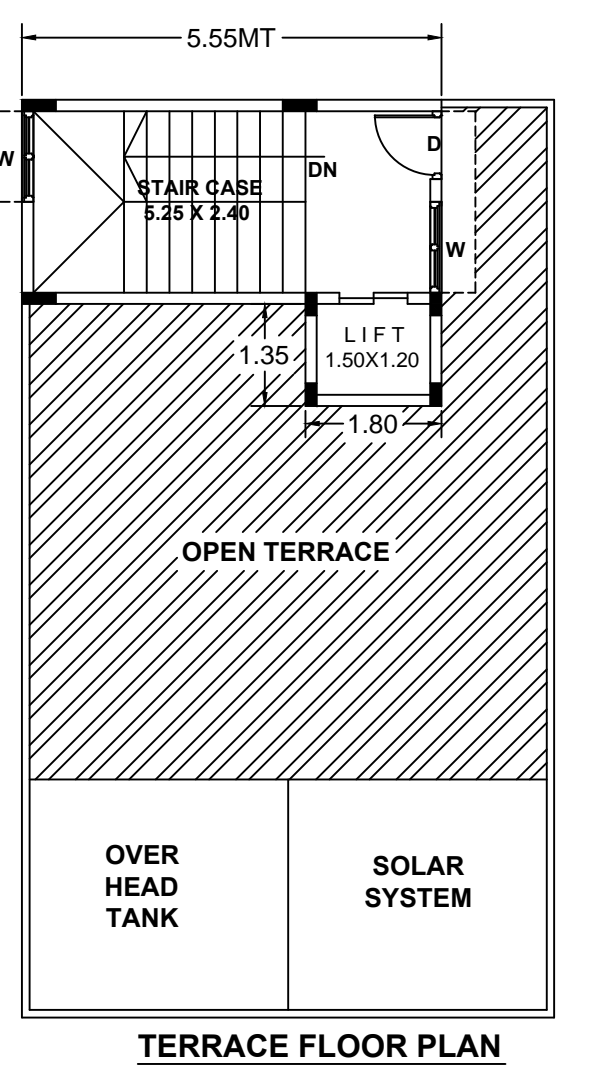 5.55MT
W
D
DN
STAIR CASE
5.25 X 2.40
W
L I F T
1.50X1.20
1.35
1.80
OPEN TERRACE
OVER
HEAD
TANK
SOLAR
SYSTEM
TERRACE FLOOR PLAN